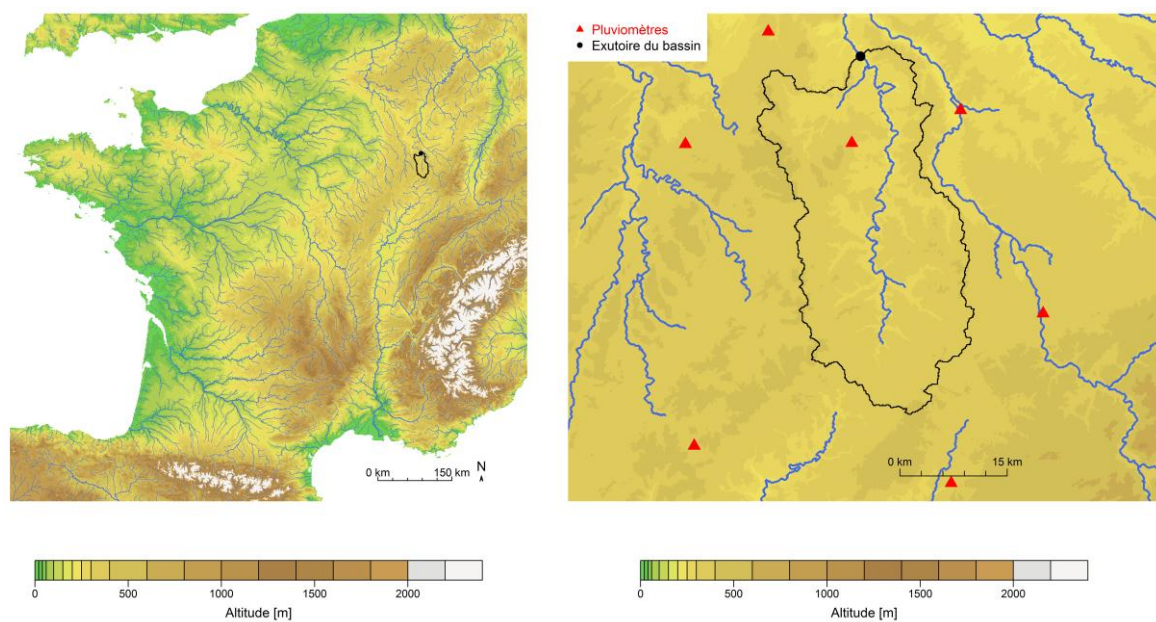 0 km 150 km
N
0 500 1000 1500 2000
Altitude [m]
Pluviomètres
Exutoire du bassin
0 km 15 km
0 500 1000 1500 2000
Altitude [m]